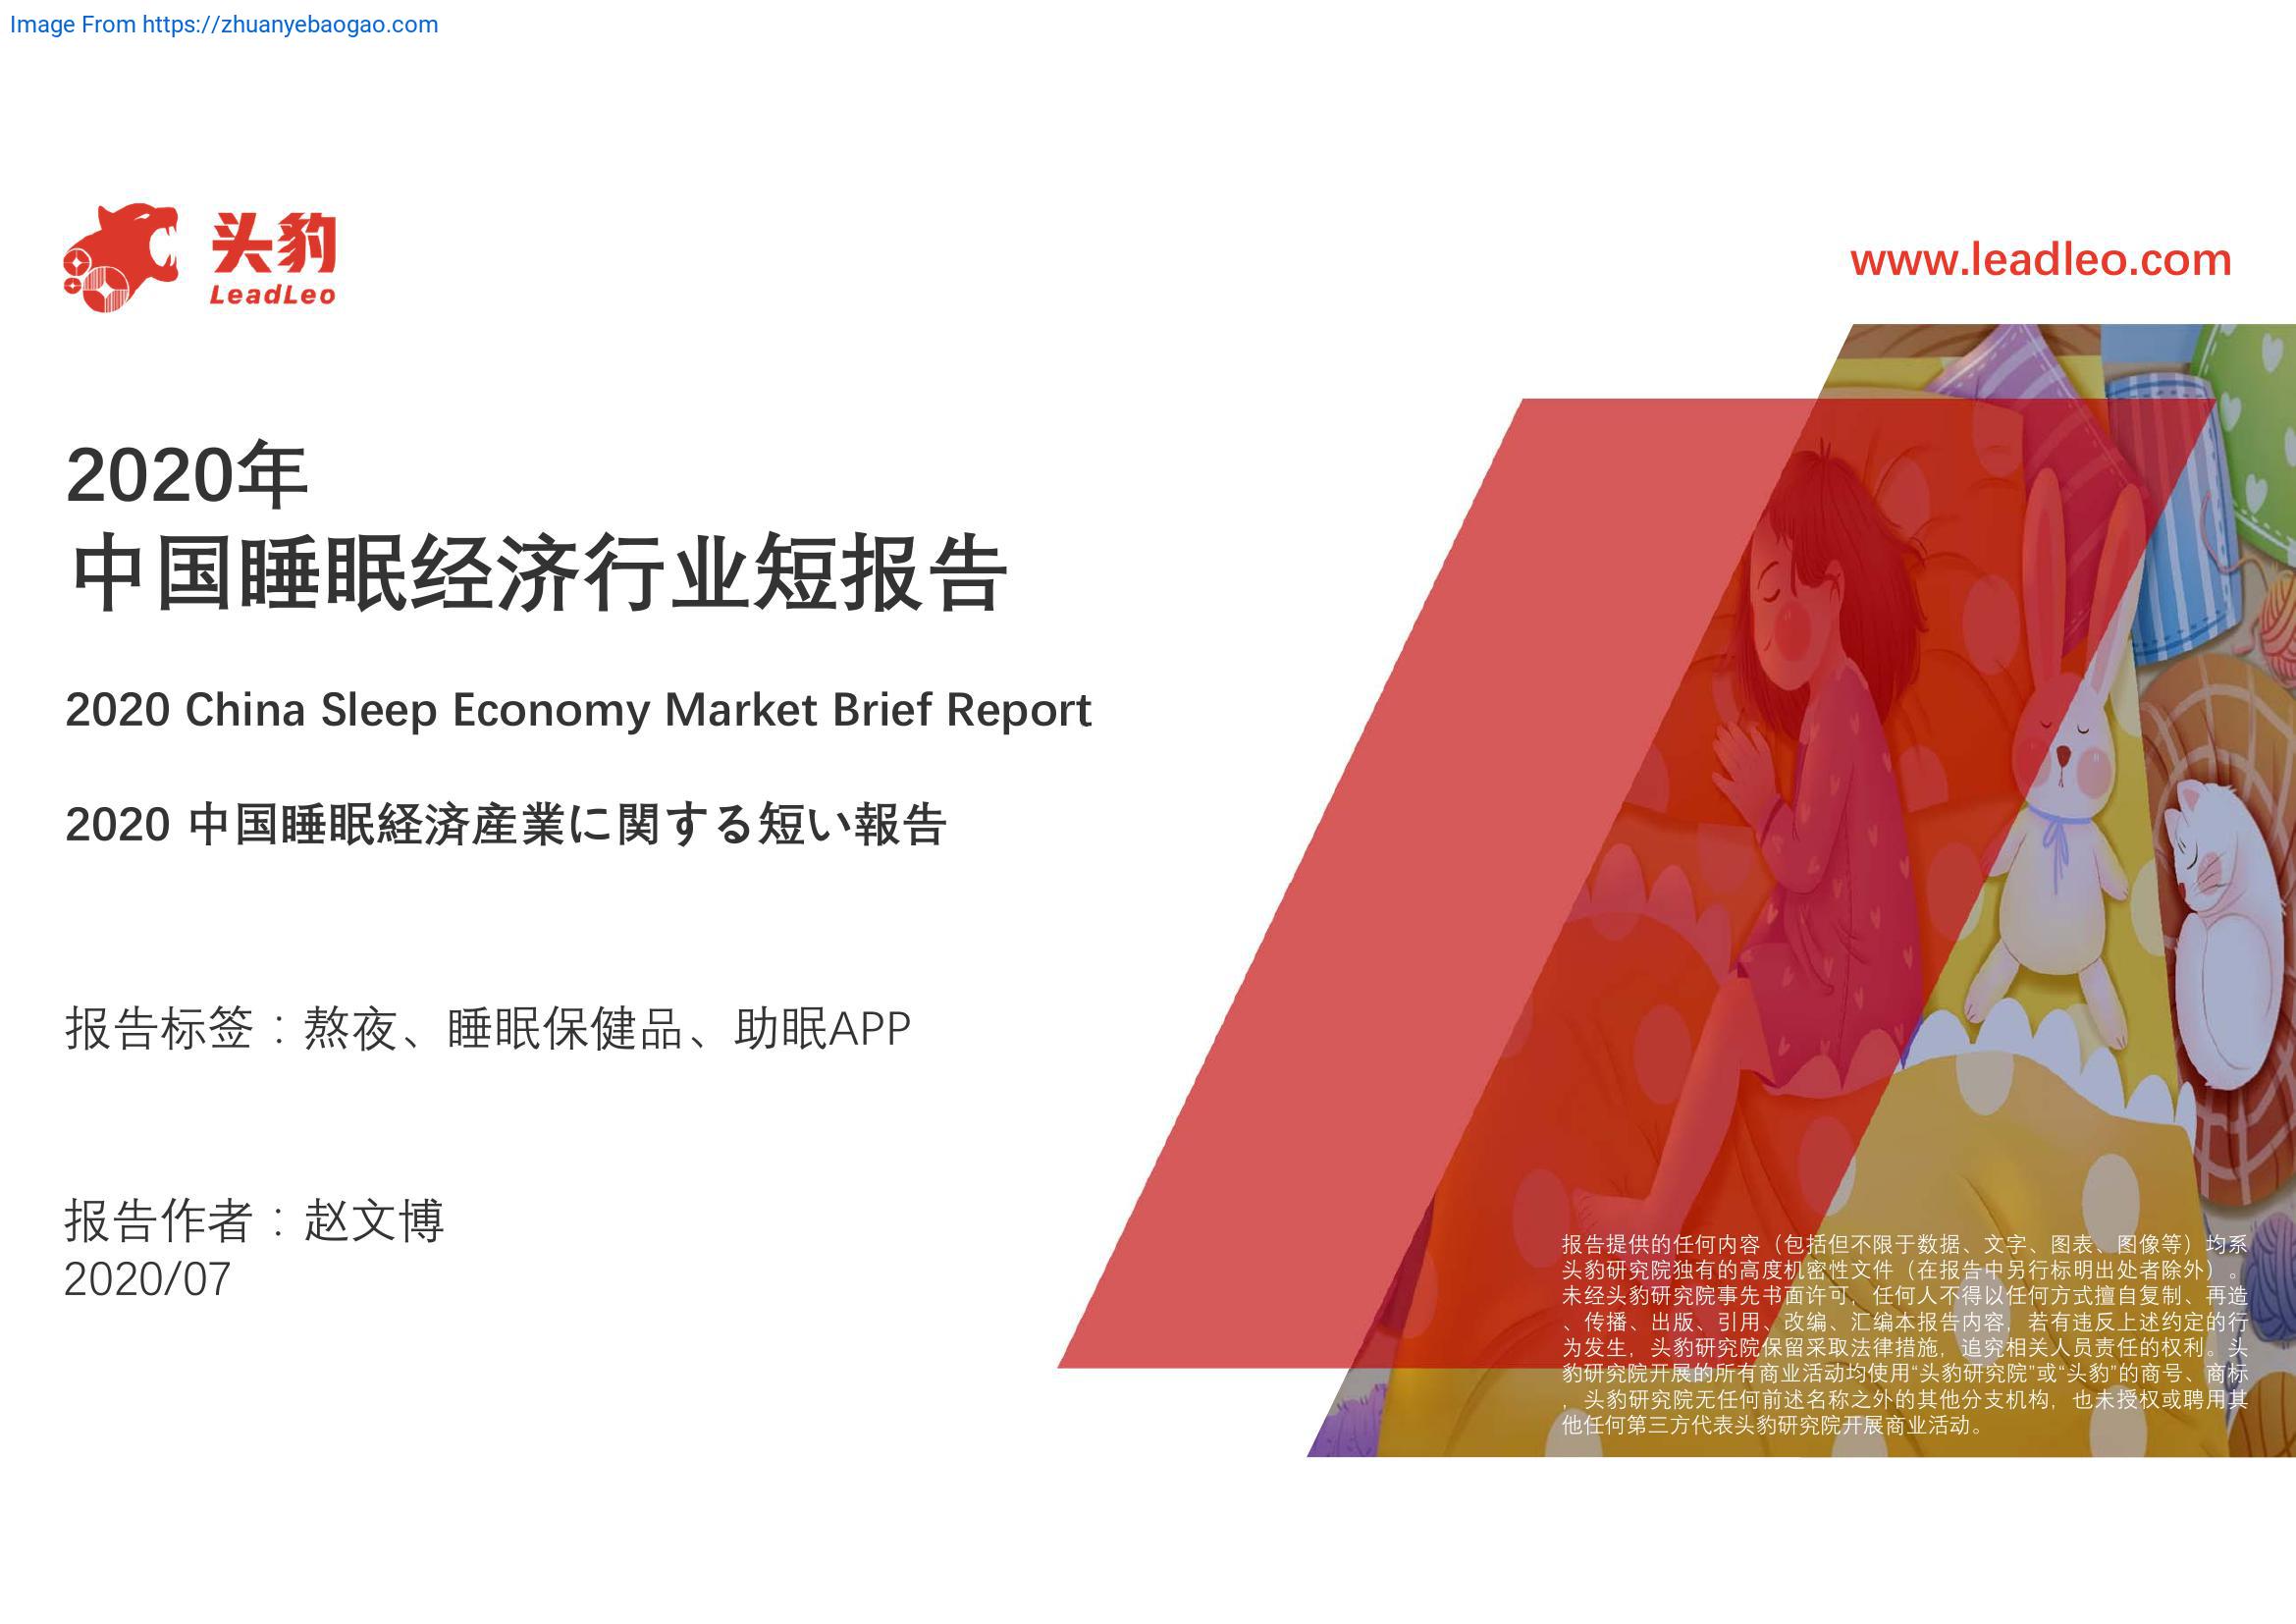 Image From https://zhuanyebaogao.com
头豹
LeadLeo
www.leadleo.com
2020年
中国睡眠经济行业短报告
2020 China Sleep Economy Market Brief Report
2020 中国睡眠経済産業に関する短い報告
报告标签：熬夜、睡眠保健品、助眠APP
报告作者：赵文博
2020/07
报告提供的任何内容（包括但不限于数据、文字、图表、图像等）均系
头豹研究院独有的高度机密性文件（在报告中另行标明出处者除外）。
未经头豹研究院事先书面许可，任何人不得以任何方式擅自复制、再造
、传播、出版、引用、改编、汇编本报告内容，若有违反上述约定的行
为发生，头豹研究院保留采取法律措施，追究相关人员责任的权利。头
豹研究院开展的所有商业活动均使用“头豹研究院”或“头豹”的商号、商标
，头豹研究院无任何前述名称之外的其他分支机构，也未授权或聘用其
他任何第三方代表头豹研究院开展商业活动。